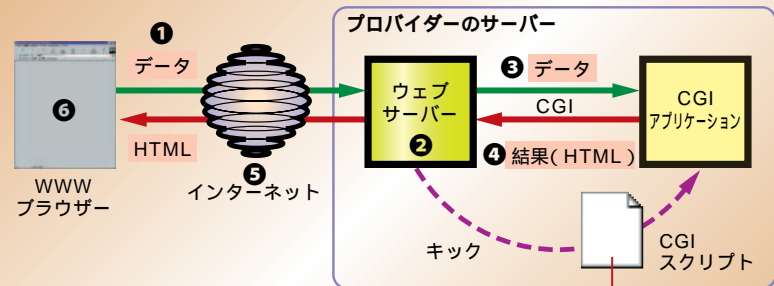 プロバイダーのサーバー
❶
データ
❻
HTML
WWW
ブラウザー
❺
インターネット
ウェブ
サーバー
❷
❸ データ
CGI
❹ 結果(HTML)
CGI
アプリケーション
キック
CGI
スクリプト